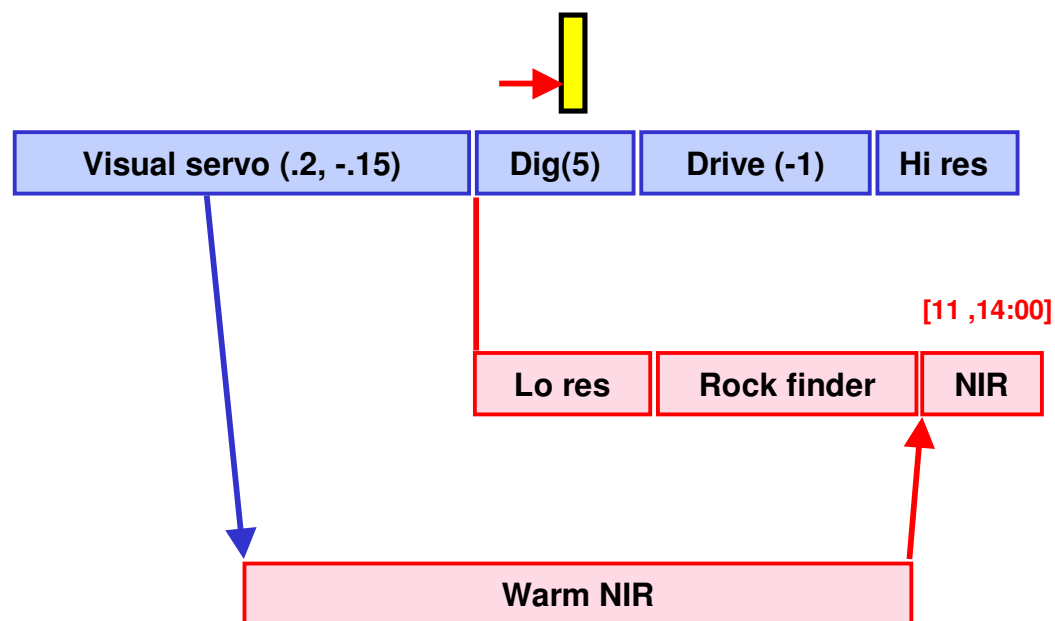 Visual servo (.2, -.15)
Dig(5)
Drive (-1)
Hi res
[11 ,14:00]
Lo res
Rock finder
NIR
Warm NIR